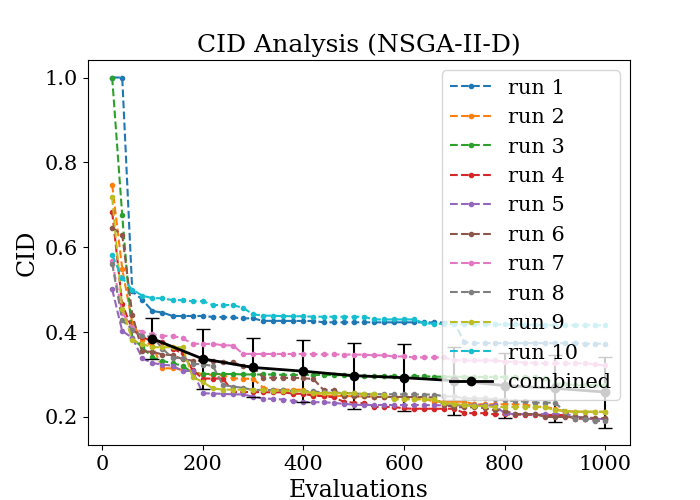 CID Analysis (NSGA-II-D)
1.0
0.8
0.6
0.4
0.2
CID
run 1
run 2
run 3
run 4
run 5
run 6
run 7
run 8
run 9
run 10
combined
0
200
400
600
800
1000
Evaluations